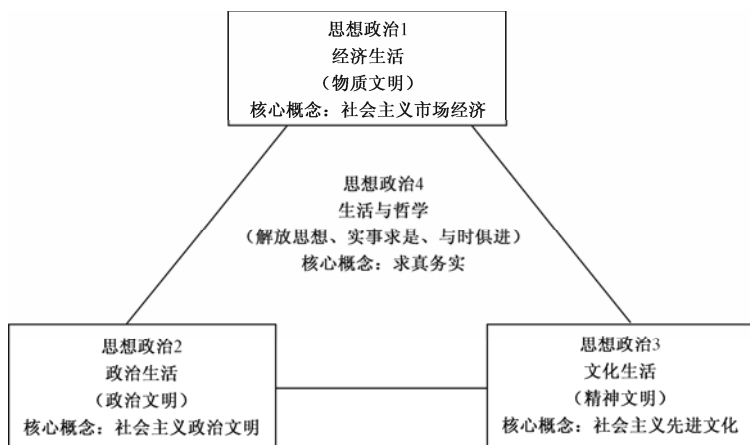 思想政治1
经济生活
（物质文明）
核心概念：社会主义市场经济
思想政治4
生活与哲学
（解放思想、实事求是、与时俱进）
核心概念：求真务实
思想政治2
政治生活
（政治文明）
核心概念：社会主义政治文明
思想政治3
文化生活
（精神文明）
核心概念：社会主义先进文化